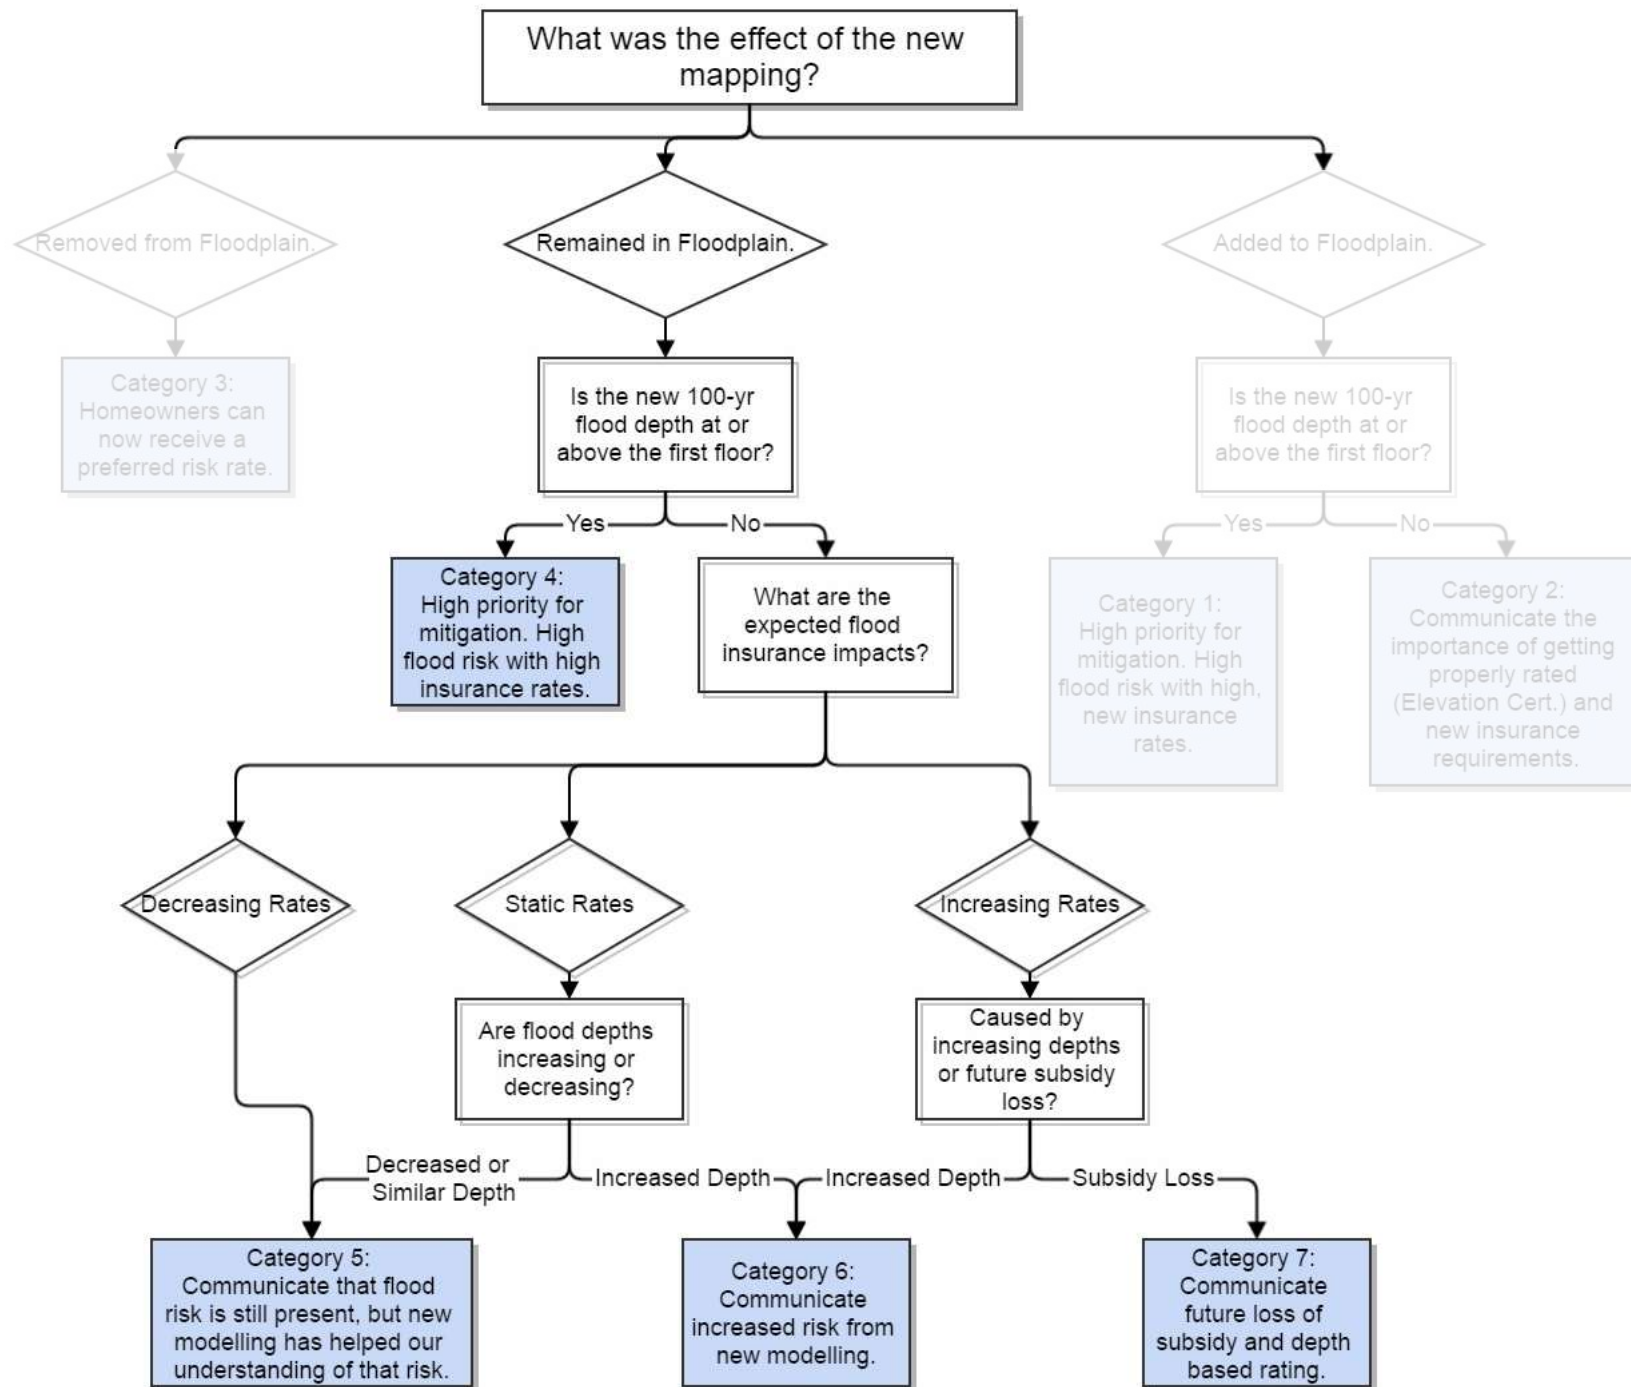 What was the effect of the new
mapping?
Removed from Floodplain.
Remained in Floodplain.
Added to Floodplain.
Category 3:
Homeowners can
now receive a
preferred risk rate.
Is the new 100-yr
flood depth at or
above the first floor?
Is the new 100-yr
flood depth at or
above the first floor?
Yes
No
Yes
No
Category 4:
High priority for
mitigation. High
flood risk with high
insurance rates.
What are the
expected flood
insurance impacts?
Category 1:
High priority for
mitigation. High
flood risk with high,
new insurance
rates.
Category 2:
Communicate the
importance of getting
properly rated
(Elevation Cert.) and
new insurance
requirements.
Decreasing Rates
Static Rates
Increasing Rates
Are flood depths
increasing or
decreasing?
Caused by
increasing depths
or future subsidy
loss?
Decreased or
Similar Depth
Increased Depth
Increased Depth
Subsidy Loss
Category 5:
Communicate that flood
risk is still present, but new
modelling has helped our
understanding of that risk.
Category 6:
Communicate
increased risk from
new modelling.
Category 7:
Communicate
future loss of
subsidy and depth
based rating.